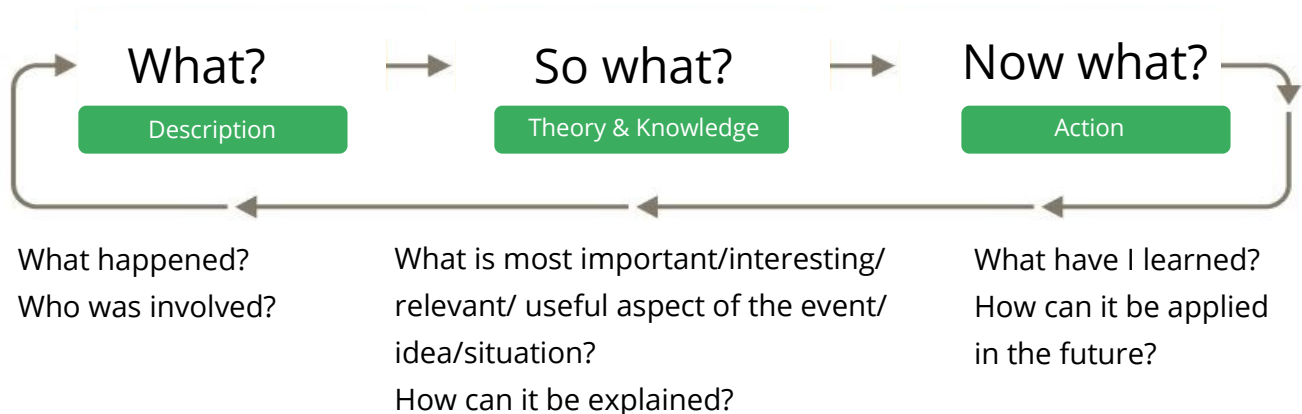 What?
So what?
Now what?
Description
Theory & Knowledge
Action
What happened?
Who was involved?
What is most important/interesting/
relevant/ useful aspect of the event/
idea/situation?
How can it be explained?
What have I learned?
How can it be applied
in the future?